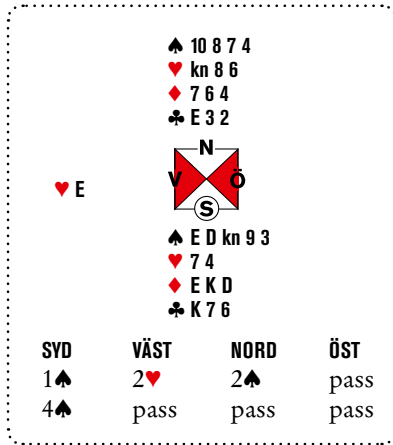 ♠ 10 8 7 4
♥ kn 8 6
♦ 7 6 4
♣ E 3 2
N
♥ E
V Ö
S
♠ E D kn 9 3
♥ 7 4
♦ E K D
♣ K 7 6
SYD VÄST NORD ÖST
1♠ 2♥ 2♠ pass
4♠ pass pass pass